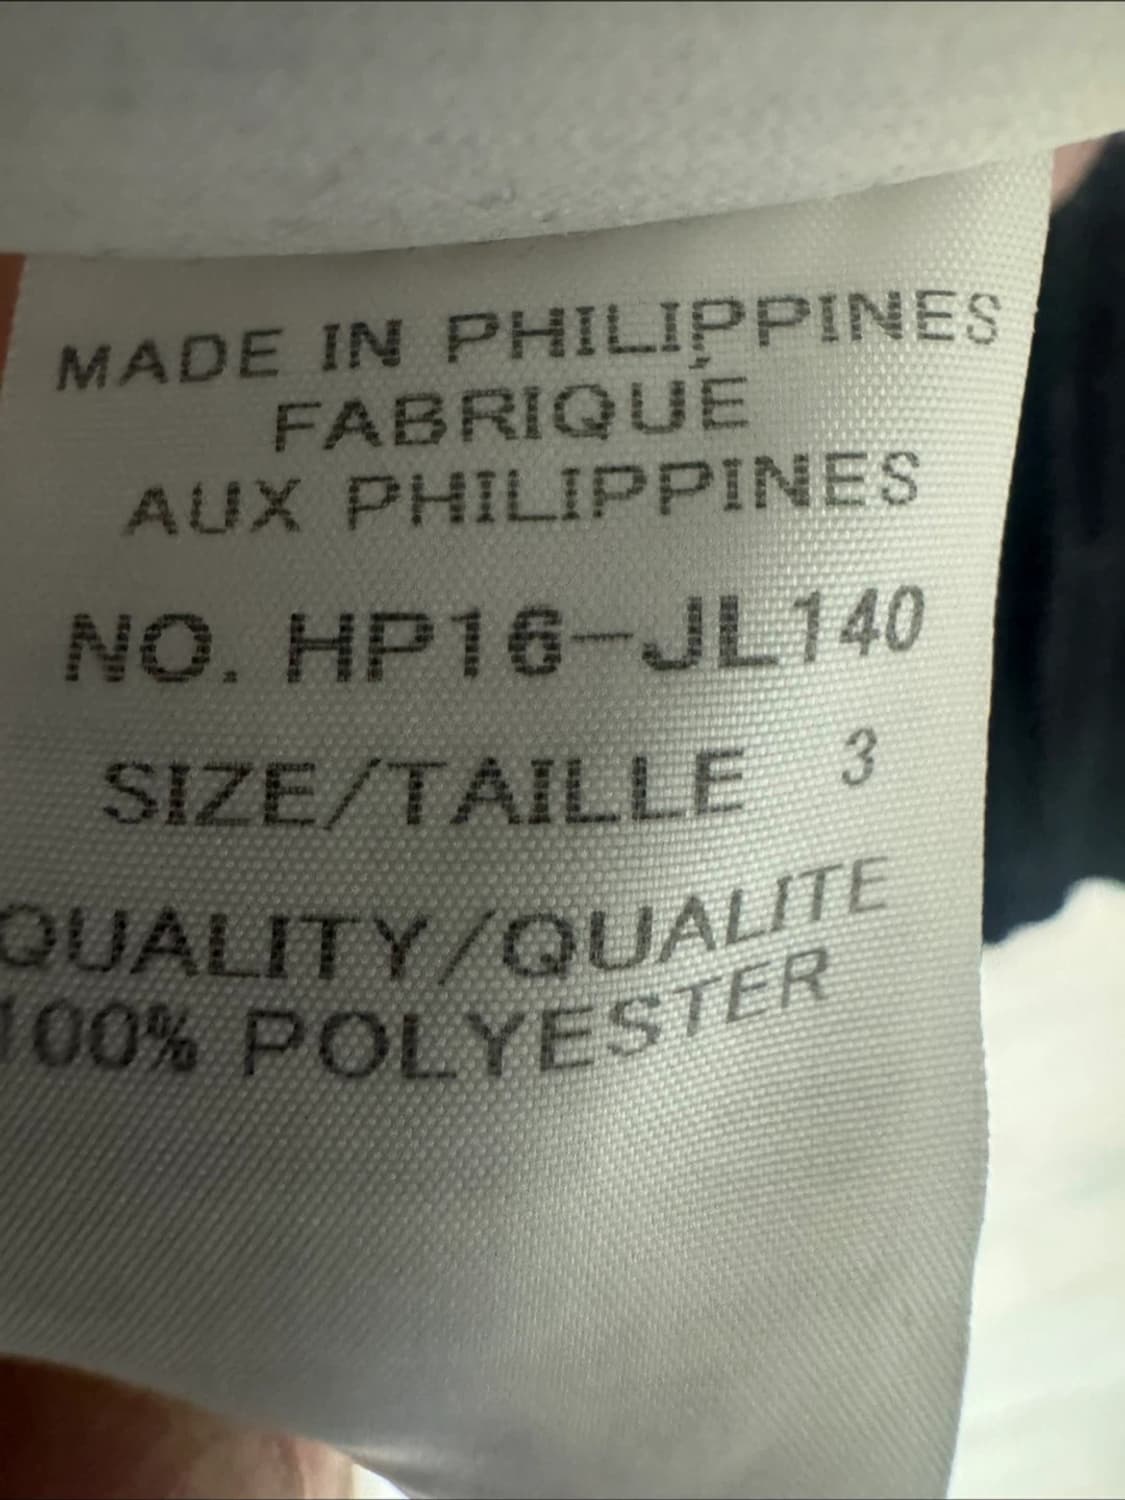 MADE IN PHILIPPINES
FABRIQUÉ
AUX PHILIPPINES
NO. HP16-JL140
SIZE/TAILLE 3
QUALITY/QUALITE
100% POLYESTER